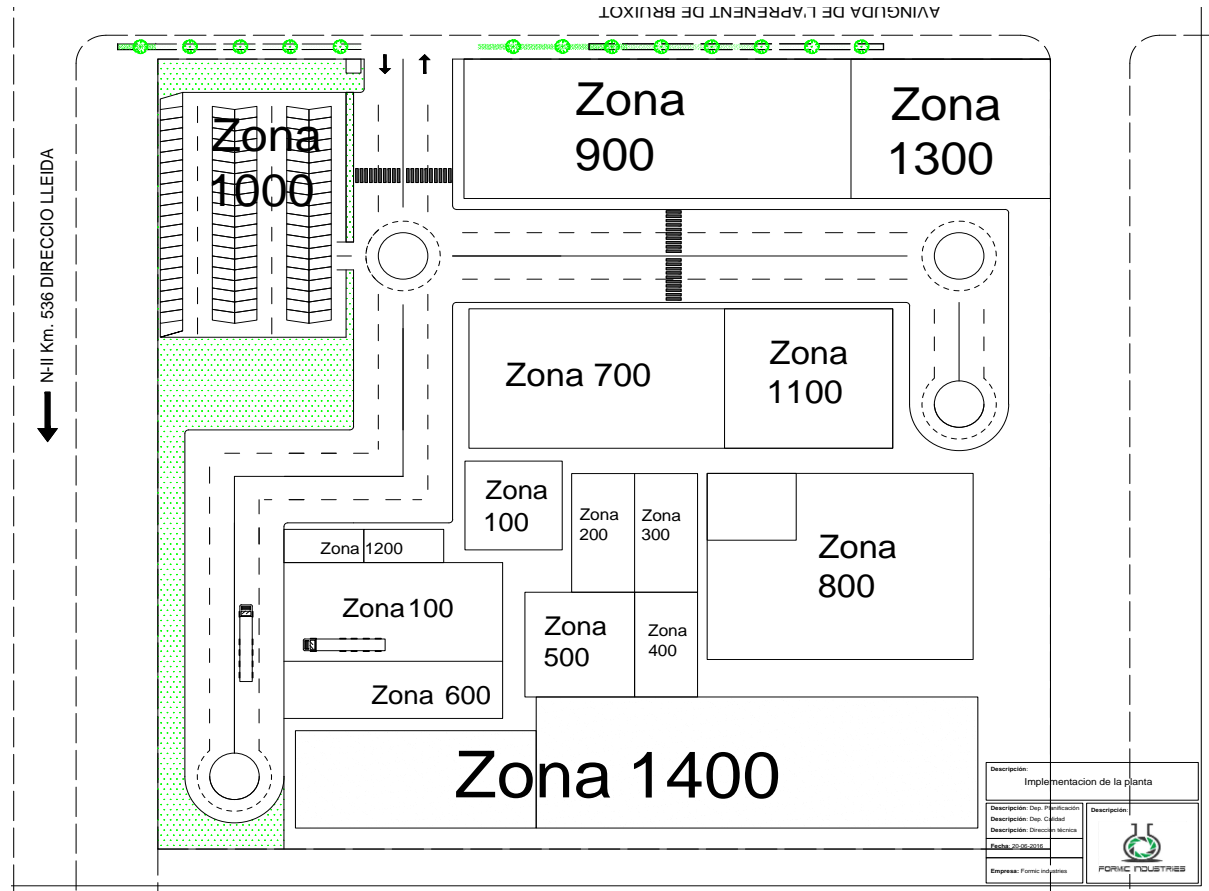 AVINGUDA DE L'APRENENT DE BRUIXOT
N-II Km. 536 DIRECCIO LLEIDA
Zona
1000
Zona
900
Zona
1300
Zona 700
Zona
1100
Zona
100
Zona
200
Zona
300
Zona
800
Zona 1200
Zona 100
Zona
500
Zona
400
Zona 600
Zona 1400
Descripción:
Implementacion de la planta
Descripción: Dep. Planificación
Descripción: Dep. Calidad
Descripción: Dirección técnica
Fecha: 20-06-2016
Empresa: Formic industries
Descripción:
FORMIC INDUSTRIES